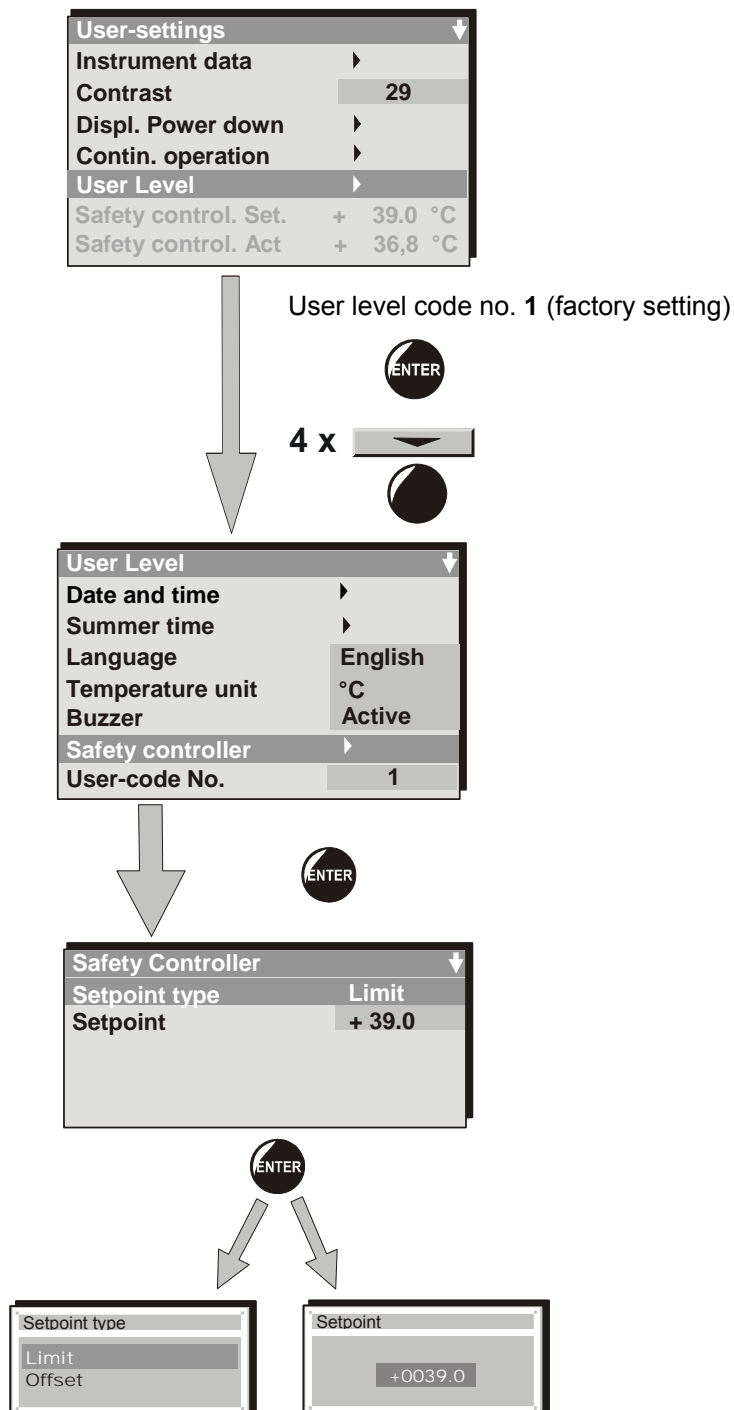 User-settings
Instrument data
Contrast 29
Displ. Power down
Contin. operation
User Level
Safety control. Set. + 39.0 °C
Safety control. Act + 36,8 °C
User level code no. 1 (factory setting)
ENTER
4 x
User Level
Date and time
Summer time
Language English
Temperature unit °C
Buzzer Active
Safety controller
User-code No. 1
ENTER
Safety Controller
Setpoint type Limit
Setpoint + 39.0
ENTER
Setpoint type
Limit
Offset
Setpoint
+0039.0